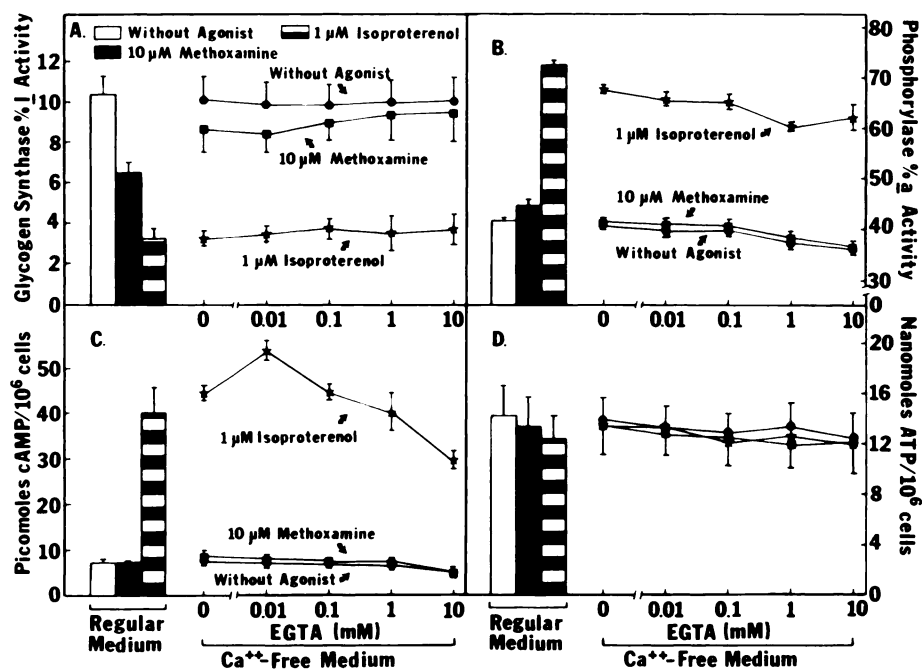 A.
Without Agonist
10 μM Methoxamine
1 μM Isoproterenol
Glycogen Synthase % I Activity
12
10
8
6
4
2
0
Without Agonist
10 μM Methoxamine
1 μM Isoproterenol
0 0.01 0.1 1 10
B.
Phosphorylase % a Activity
80
70
60
50
40
30
0
1 μM Isoproterenol
10 μM Methoxamine
Without Agonist
0 0.01 0.1 1 10
C.
Picomoles cAMP/10⁶ cells
50
40
30
20
10
0
1 μM Isoproterenol
10 μM Methoxamine
Without Agonist
0 0.01 0.1 1 10
Regular
Medium
EGTA (mM)
Ca⁺⁺-Free Medium
D.
Nanomoles ATP/10⁶ cells
20
16
12
8
4
0
0 0.01 0.1 1 10
Regular
Medium
EGTA (mM)
Ca⁺⁺-Free Medium